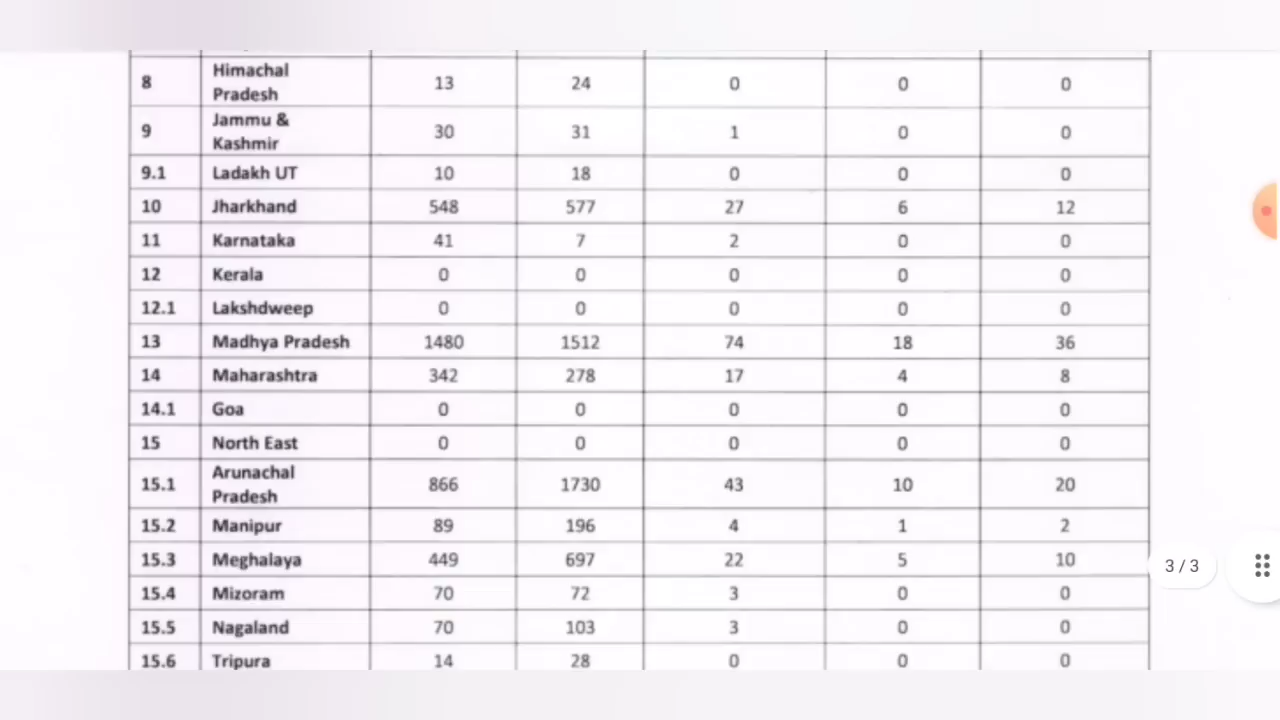 8 Himachal Pradesh 13 24 0 0 0
9 Jammu & Kashmir 30 31 1 0 0
9.1 Ladakh UT 10 18 0 0 0
10 Jharkhand 548 577 27 6 12
11 Karnataka 41 7 2 0 0
12 Kerala 0 0 0 0 0
12.1 Lakshdweep 0 0 0 0 0
13 Madhya Pradesh 1480 1512 74 18 36
14 Maharashtra 342 278 17 4 8
14.1 Goa 0 0 0 0 0
15 North East 0 0 0 0 0
15.1 Arunachal Pradesh 866 1730 43 10 20
15.2 Manipur 89 196 4 1 2
15.3 Meghalaya 449 697 22 5 10
3 / 3
15.4 Mizoram 70 72 3 0 0
15.5 Nagaland 70 103 3 0 0
15.6 Tripura 14 28 0 0 0